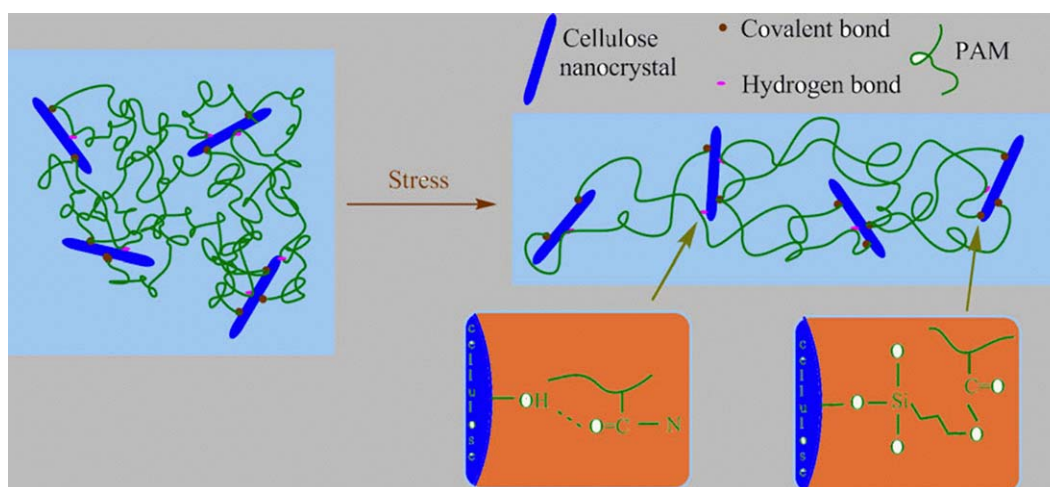 Cellulose
nanocrystal
Covalent bond
Hydrogen bond
PAM
Stress
cellulose
OH
O=C—N
cellulose
O
O—Si
C=O
O
O